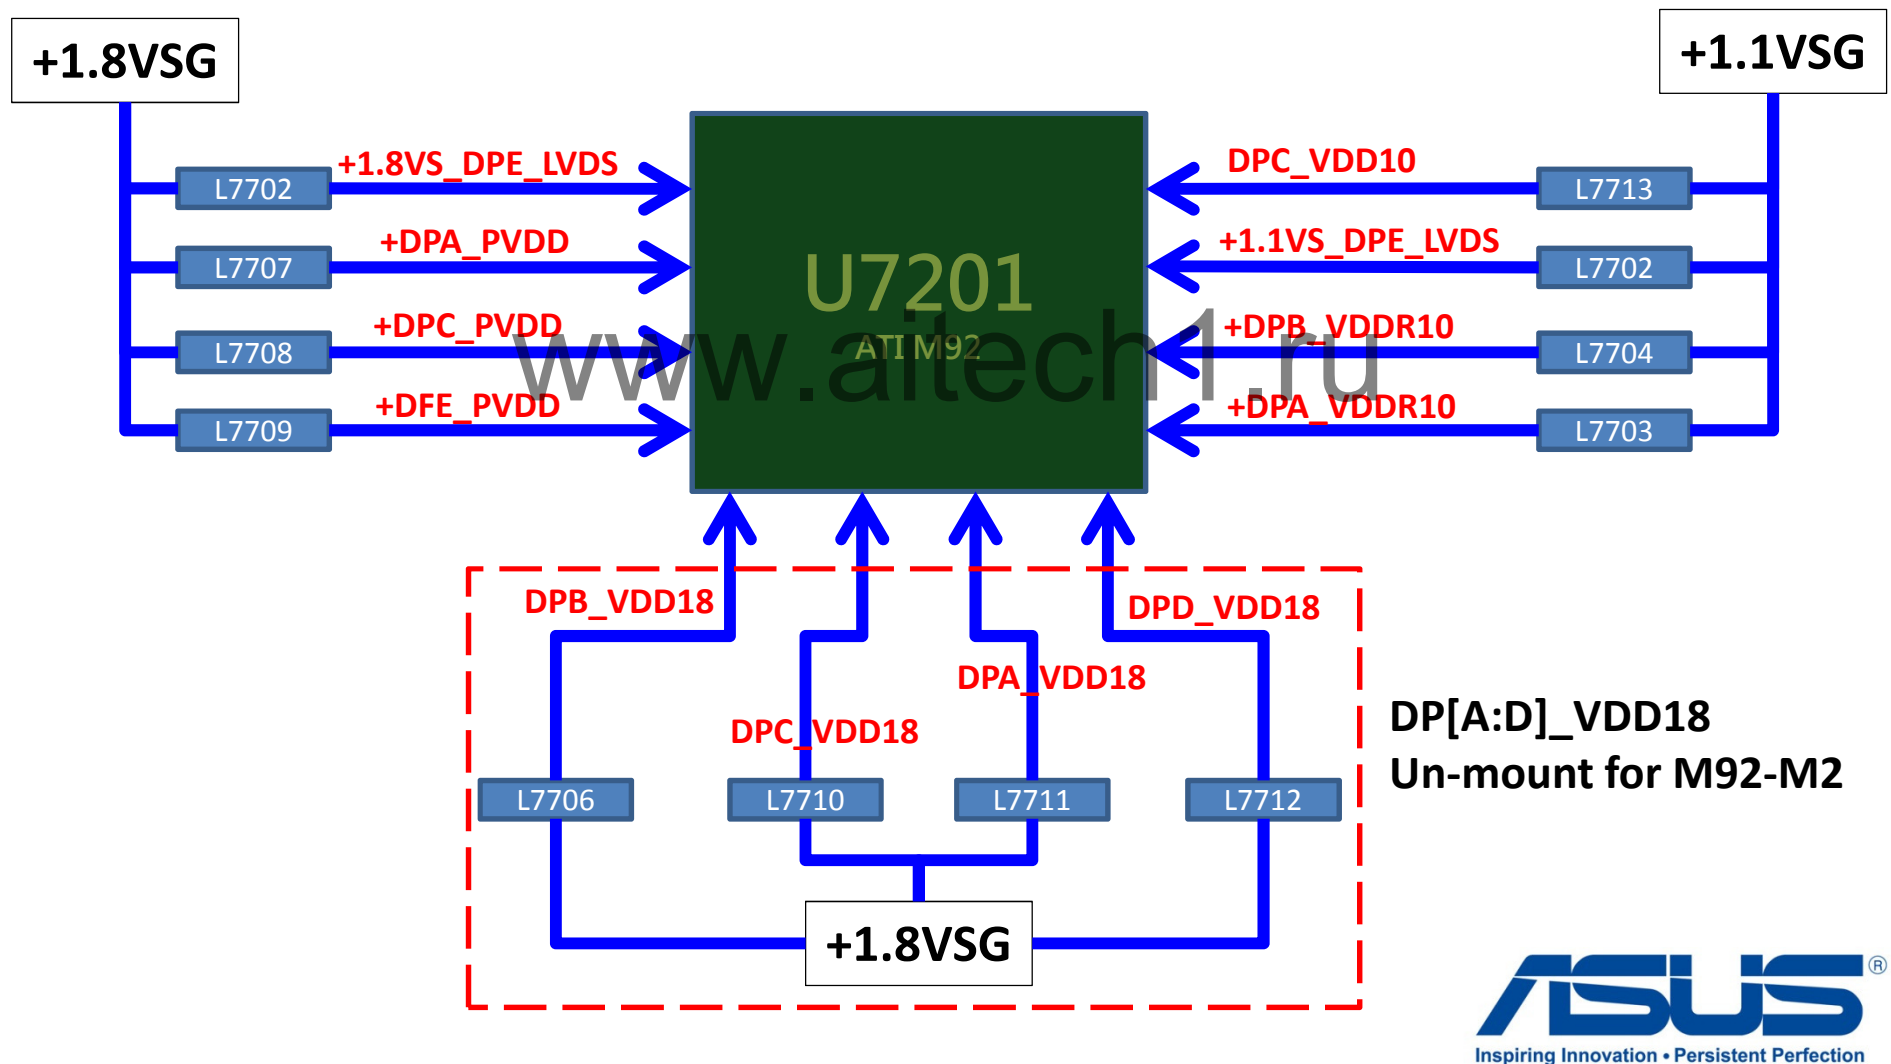 +1.8VSG
+1.1VSG
+1.8VS_DPE_LVDS
L7702
+DPA_PVDD
L7707
+DPC_PVDD
L7708
+DFE_PVDD
L7709
U7201
ATI M92
DPC_VDD10
L7713
+1.1VS_DPE_LVDS
L7702
+DPB_VDDR10
L7704
+DPA_VDDR10
L7703
www.aitech1.ru
DPB_VDD18
DPD_VDD18
DPA_VDD18
DPC_VDD18
L7706
L7710
L7711
L7712
+1.8VSG
DP[A:D]_VDD18
Un-mount for M92-M2
ASUS®
Inspiring Innovation • Persistent Perfection